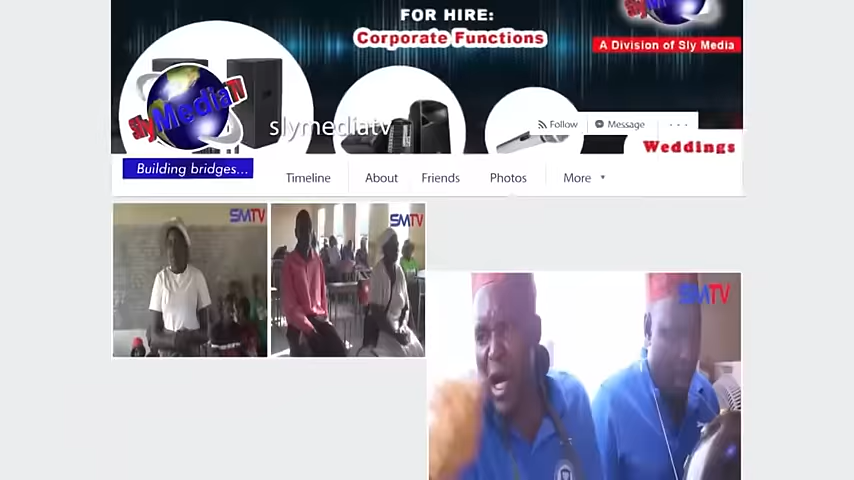 FOR HIRE:
Corporate Functions
A Division of Sly Media
SlyMediaTV
slymediatv
Follow
Message
Weddings
Building bridges...
Timeline
About
Friends
Photos
More
SMTV
SMTV
SMTV